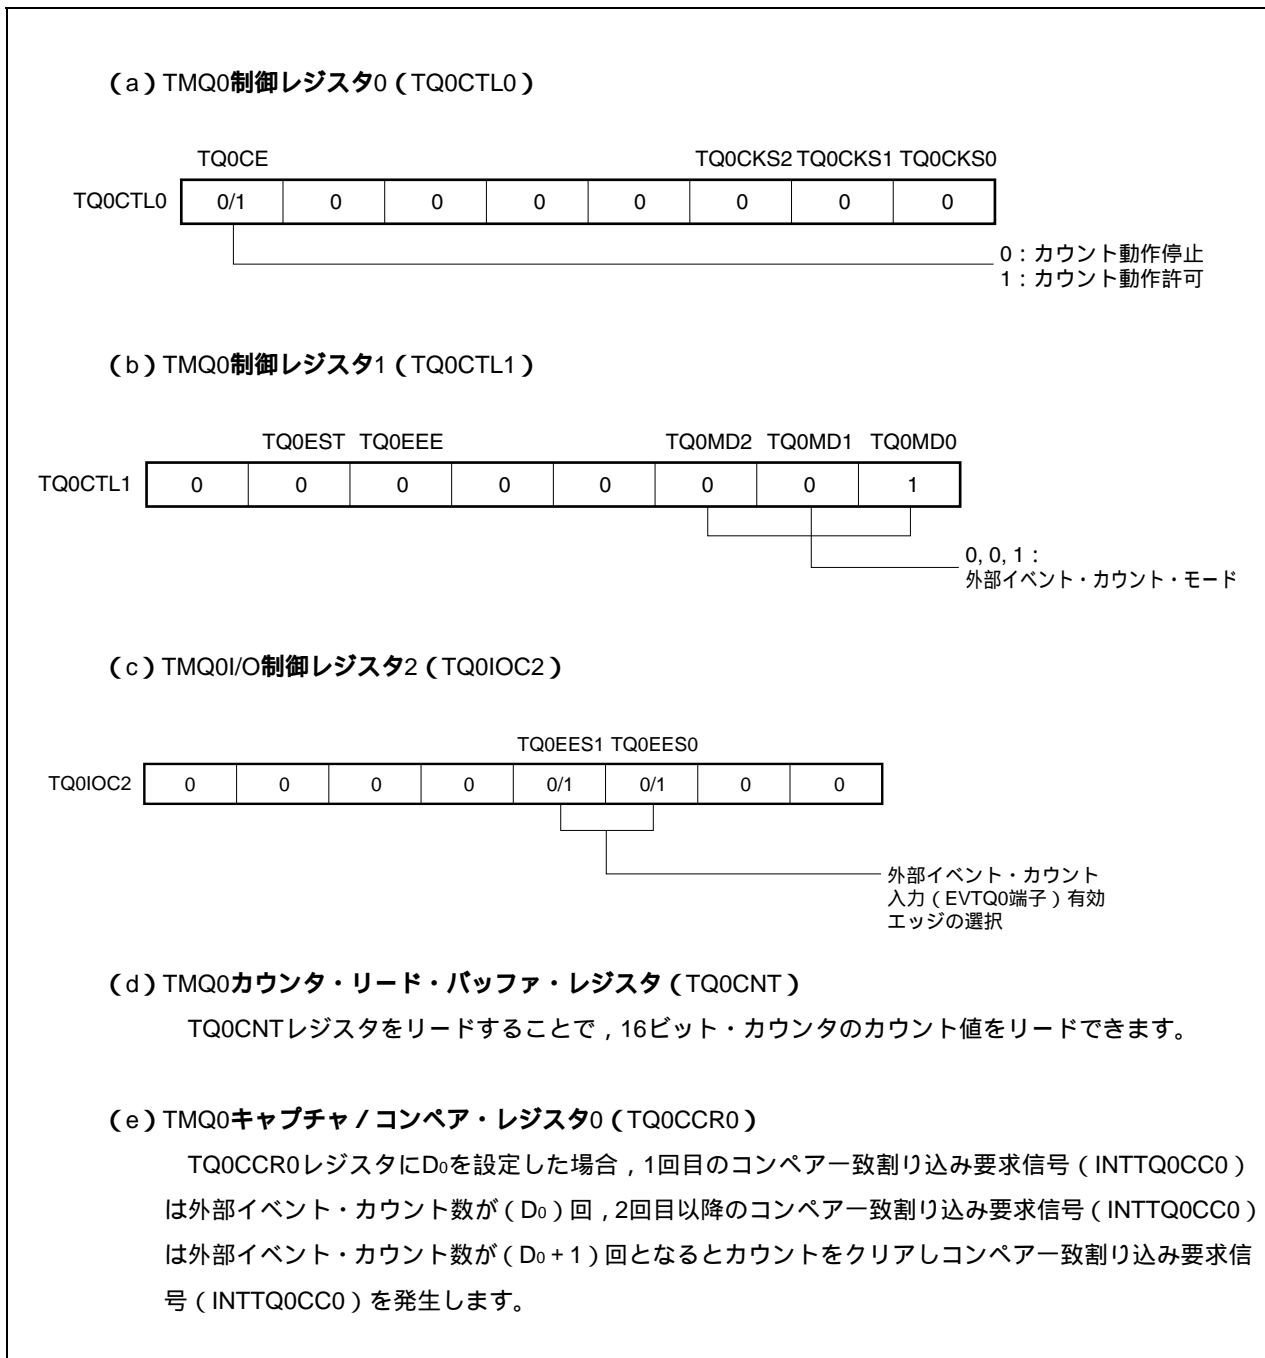 （a）TMQ0制御レジスタ0（TQ0CTL0）
TQ0CE TQ0CKS2 TQ0CKS1 TQ0CKS0
TQ0CTL0 0/1 0 0 0 0 0 0 0
0：カウント動作停止
1：カウント動作許可
（b）TMQ0制御レジスタ1（TQ0CTL1）
TQ0EST TQ0EEE TQ0MD2 TQ0MD1 TQ0MD0
TQ0CTL1 0 0 0 0 0 0 0 1
0, 0, 1：
外部イベント・カウント・モード
（c）TMQ0I/O制御レジスタ2（TQ0IOC2）
TQ0EES1 TQ0EES0
TQ0IOC2 0 0 0 0 0/1 0/1 0 0
外部イベント・カウント
入力（EVTQ0端子）有効
エッジの選択
（d）TMQ0カウンタ・リード・バッファ・レジスタ（TQ0CNT）
TQ0CNTレジスタをリードすることで，16ビット・カウンタのカウント値をリードできます。
（e）TMQ0キャプチャ／コンペア・レジスタ0（TQ0CCR0）
TQ0CCR0レジスタにD0を設定した場合，1回目のコンペア一致割り込み要求信号（INTTQ0CC0）
は外部イベント・カウント数が（D0）回，2回目以降のコンペア一致割り込み要求信号（INTTQ0CC0）
は外部イベント・カウント数が（D0＋1）回となるとカウントをクリアしコンペア一致割り込み要求信
号（INTTQ0CC0）を発生します。